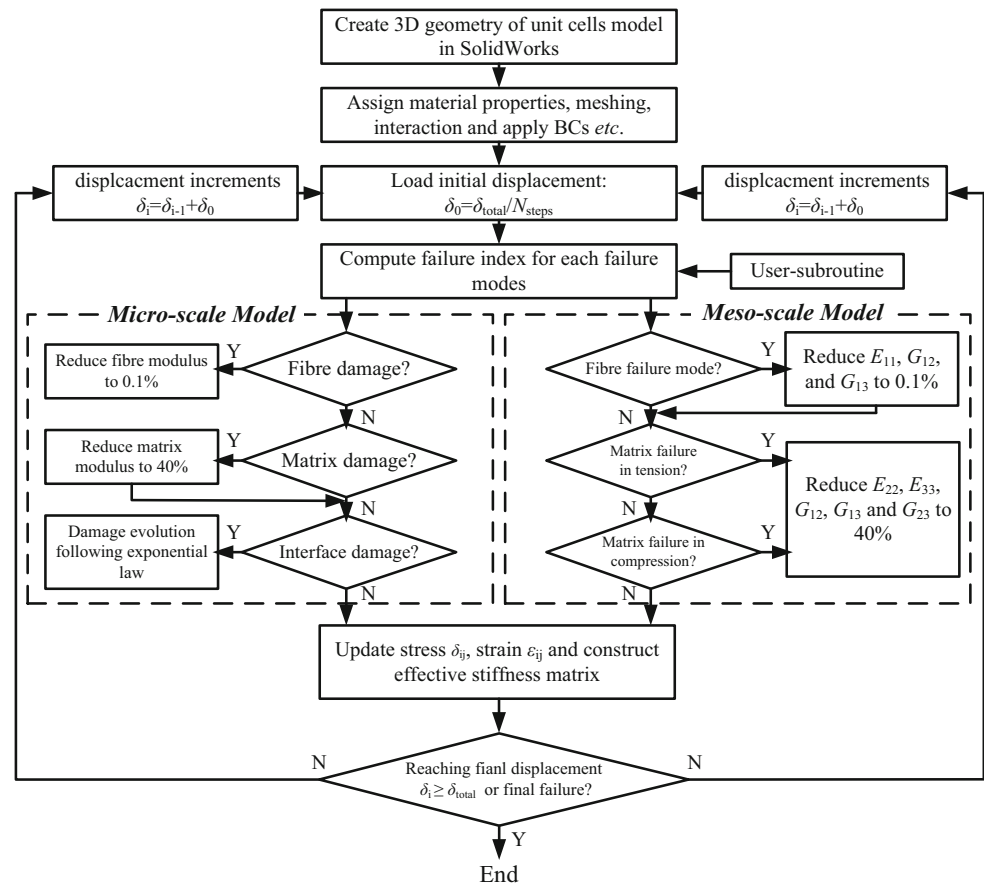 Create 3D geometry of unit cells model
in SolidWorks
Assign material properties, meshing,
interaction and apply BCs etc.
displcacment increments
δi=δi-1+δ0
Load initial displacement:
δ0=δtotal/Nsteps
displcacment increments
δi=δi-1+δ0
Compute failure index for each failure
modes
User-subroutine
Micro-scale Model
Meso-scale Model
Reduce fibre modulus
to 0.1%
Y
Fibre damage?
N
Reduce matrix
modulus to 40%
Y
Matrix damage?
N
Damage evolution
following exponential
law
Y
Interface damage?
N
Fibre failure mode?
Y
Reduce E11, G12,
and G13 to 0.1%
N
Matrix failure
in tension?
Y
Reduce E22, E33,
G12, G13 and G23 to
40%
N
Matrix failure in
compression?
Y
N
Update stress δij, strain εij and construct
effective stiffness matrix
N
Reaching fianl displacement
δi ≥ δtotal or final failure?
N
Y
End